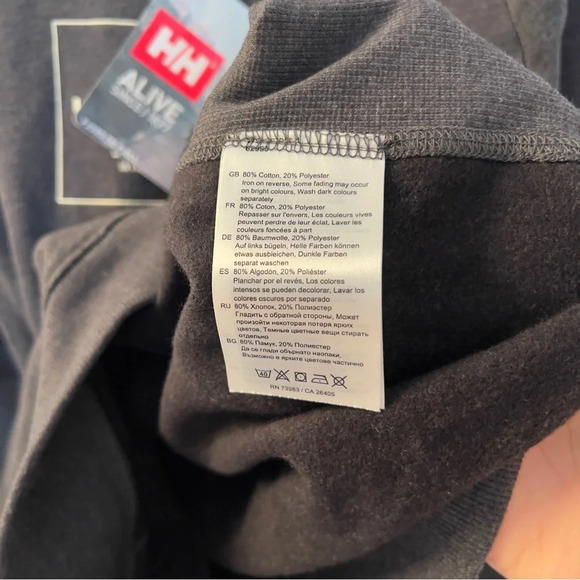 HH
ALIVE
SINCE 1877
62959
GB 80% Cotton, 20% Polyester
Iron on reverse, Some fading may occur
on bright colours, Wash dark colours
separately
FR 80% Coton, 20% Polyester
Repasser sur l'envers, Les couleurs vives
peuvent perdre de leur éclat, Laver les
couleurs foncées à part
DE 80% Baumwolle, 20% Polyester
Auf links bügeln, Helle Farben können
etwas ausbleichen, Dunkle Farben
separat waschen
ES 80% Algodón, 20% Poliéster
Planchar por el revés, Los colores
intensos se pueden decolorar, Lavar los
colores oscuros por separado
RU 80% Хлопок, 20% Полиэстер
Гладить с обратной стороны, Может
произойти некоторая потеря ярких
цветов, Темные цветные вещи стирать
отдельно
BG 80% Памук, 20% Полиестер
Да се глади обърнато наопаки,
Възможно е ярките цветове частично
40
RN 73983 / CA 26405